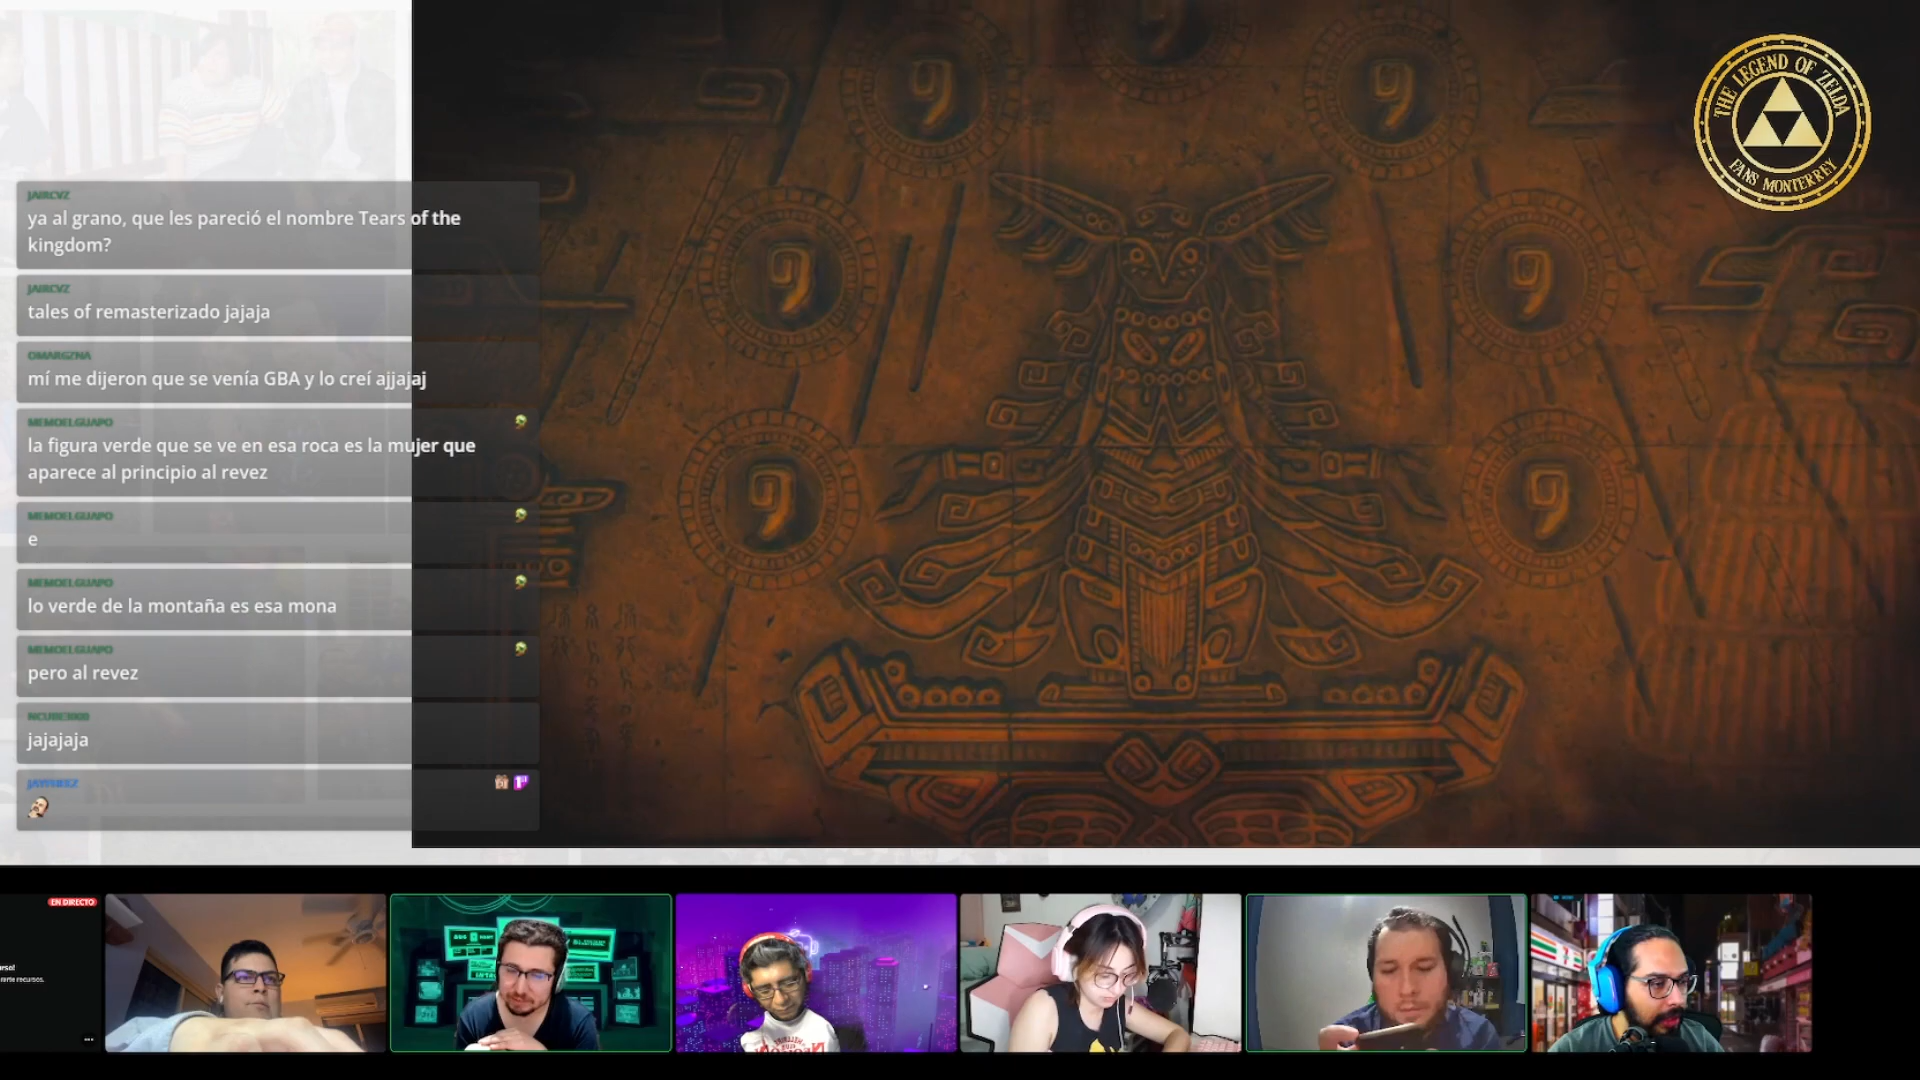 THE LEGEND OF ZELDA
FANS MONTERREY
JAIRCVZ
ya al grano, que les pareció el nombre Tears of the
kingdom?
JAIRCVZ
tales of remasterizado jajaja
OMARGZNA
mí me dijeron que se venía GBA y lo creí ajjajaj
MEMOELGUAPO
la figura verde que se ve en esa roca es la mujer que
aparece al principio al revez
MEMOELGUAPO
e
MEMOELGUAPO
lo verde de la montaña es esa mona
MEMOELGUAPO
pero al revez
jajajaja
EN DIRECTO